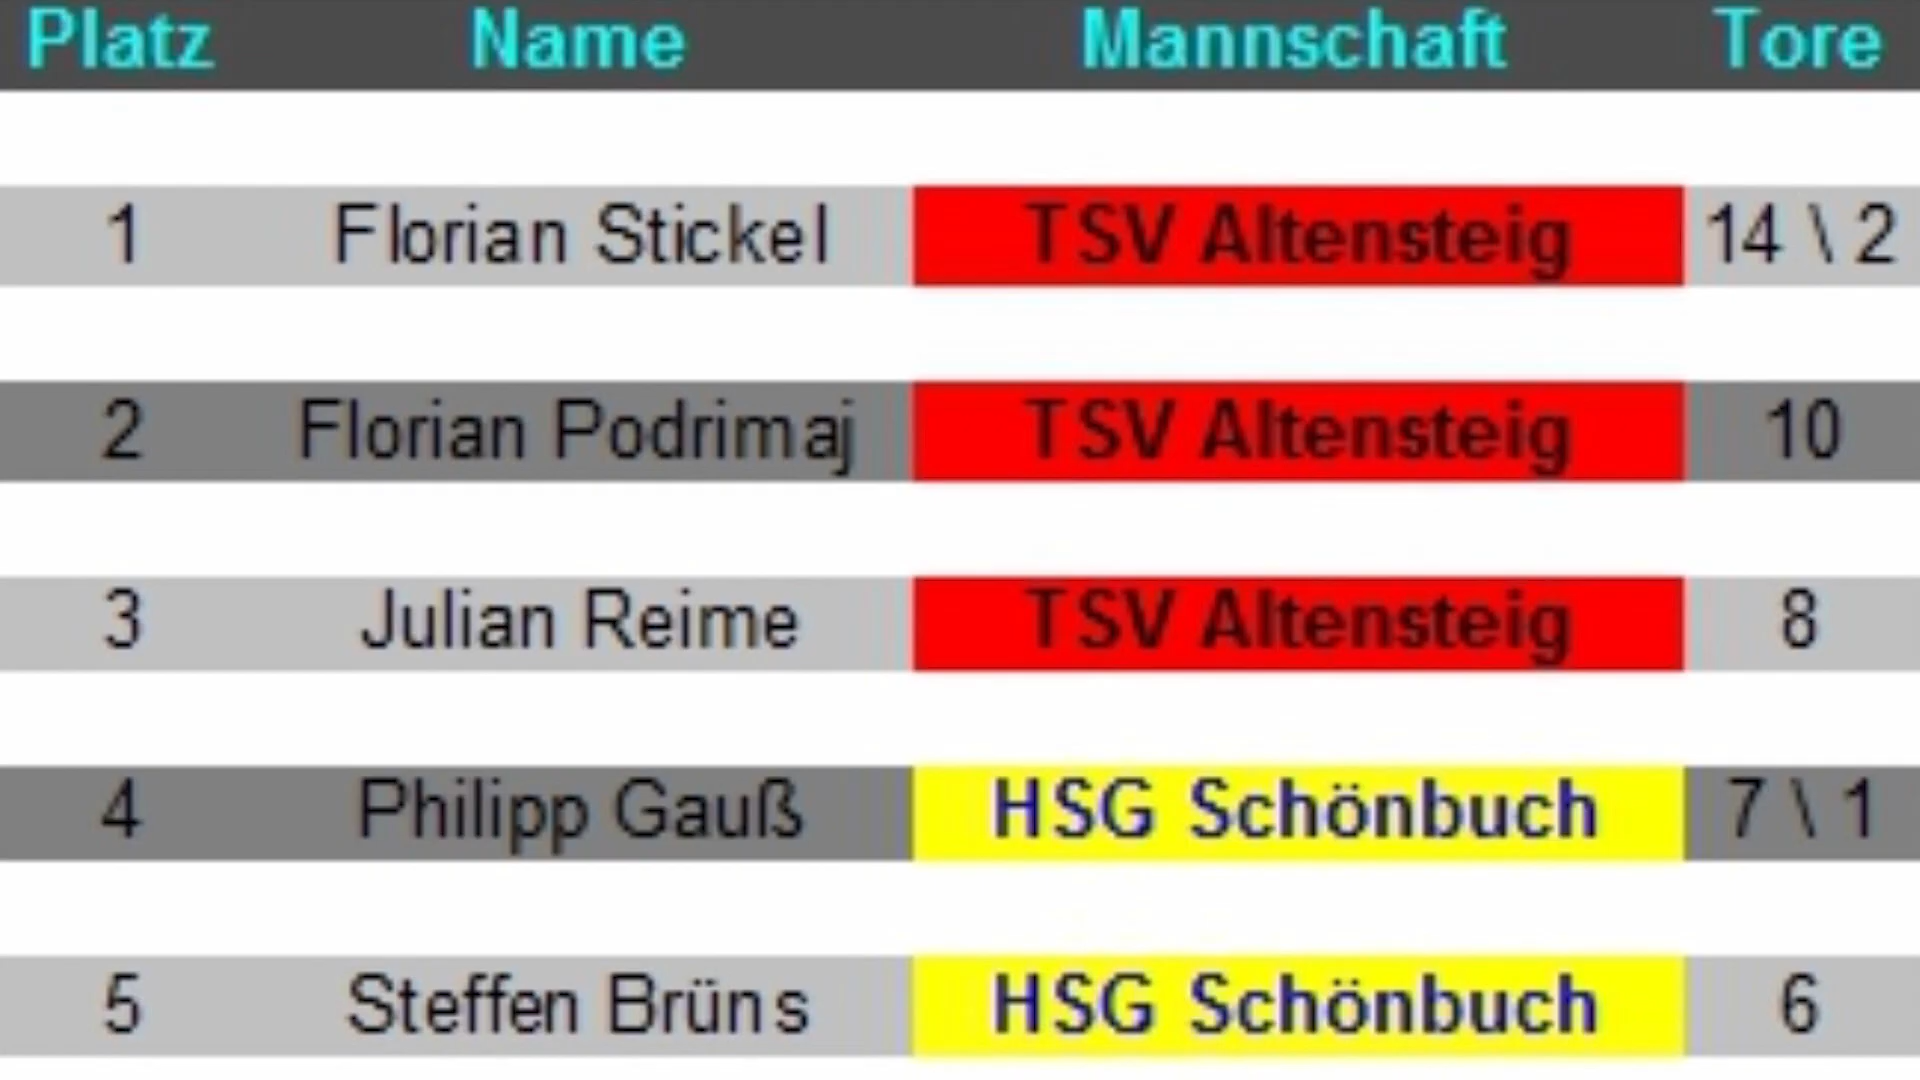 Platz Name Mannschaft Tore
1 Florian Stickel TSV Altensteig 14 \ 2
2 Florian Podrimaj TSV Altensteig 10
3 Julian Reime TSV Altensteig 8
4 Philipp Gauß HSG Schönbuch 7 \ 1
5 Steffen Brüns HSG Schönbuch 6